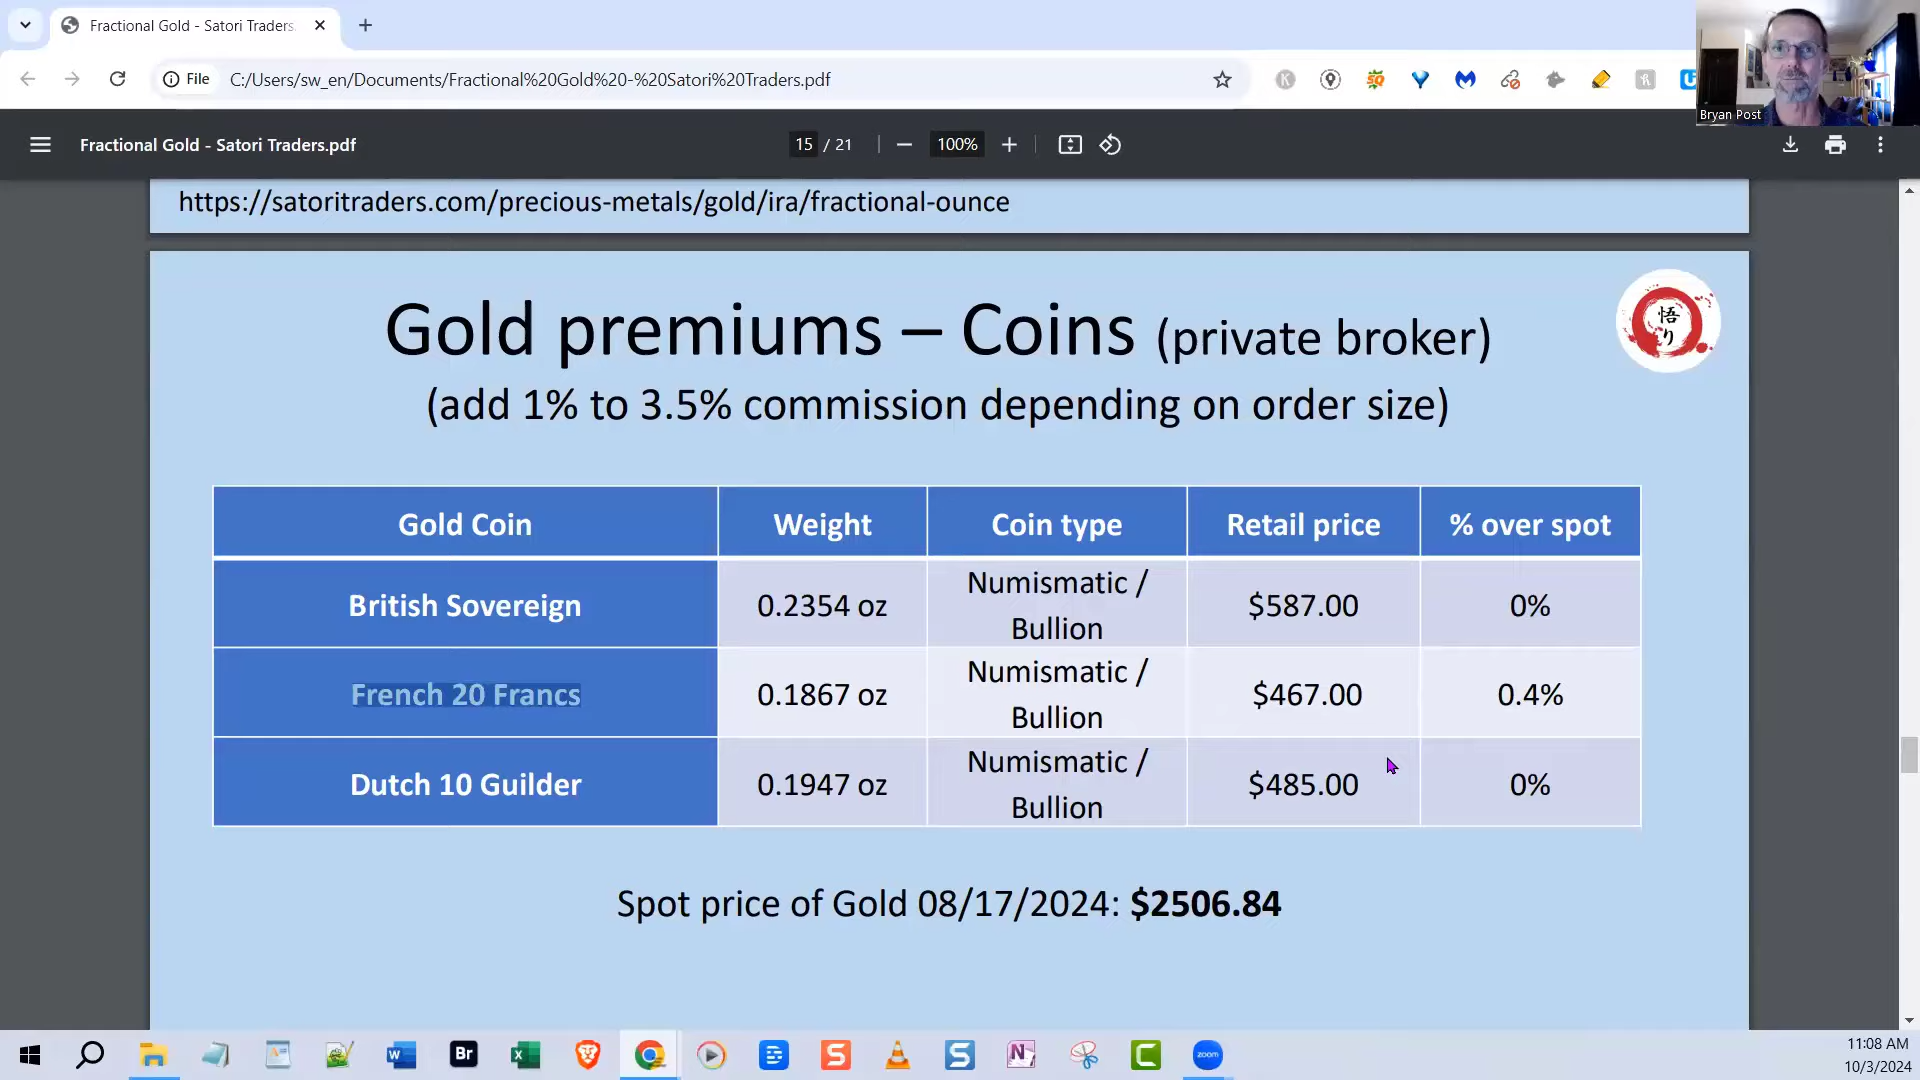 Fractional Gold - Satori Traders.
File
C:/Users/sw_en/Documents/Fractional%20Gold%20-%20Satori%20Traders.pdf
Bryan Post
Fractional Gold - Satori Traders.pdf
15 / 21
100%
https://satoritraders.com/precious-metals/gold/ira/fractional-ounce
Gold premiums – Coins (private broker)
悟り
(add 1% to 3.5% commission depending on order size)
Gold Coin Weight Coin type Retail price % over spot
British Sovereign 0.2354 oz Numismatic / Bullion $587.00 0%
French 20 Francs 0.1867 oz Numismatic / Bullion $467.00 0.4%
Dutch 10 Guilder 0.1947 oz Numismatic / Bullion $485.00 0%
Spot price of Gold 08/17/2024: $2506.84
Br
zoom
11:08 AM
10/3/2024